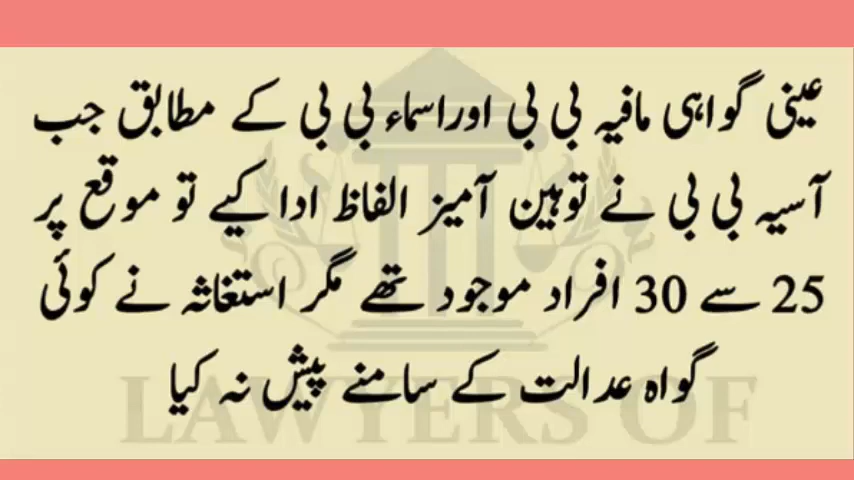 عینی گواہی مافیہ بی بی اور اسماء بی بی کے مطابق جب
آسیہ بی بی نے توہین آمیز الفاظ ادا کیے تو موقع پر
25 سے 30 افراد موجود تھے مگر استغاثہ نے کوئی
گواہ عدالت کے سامنے پیش نہ کیا
LAWYERS OF